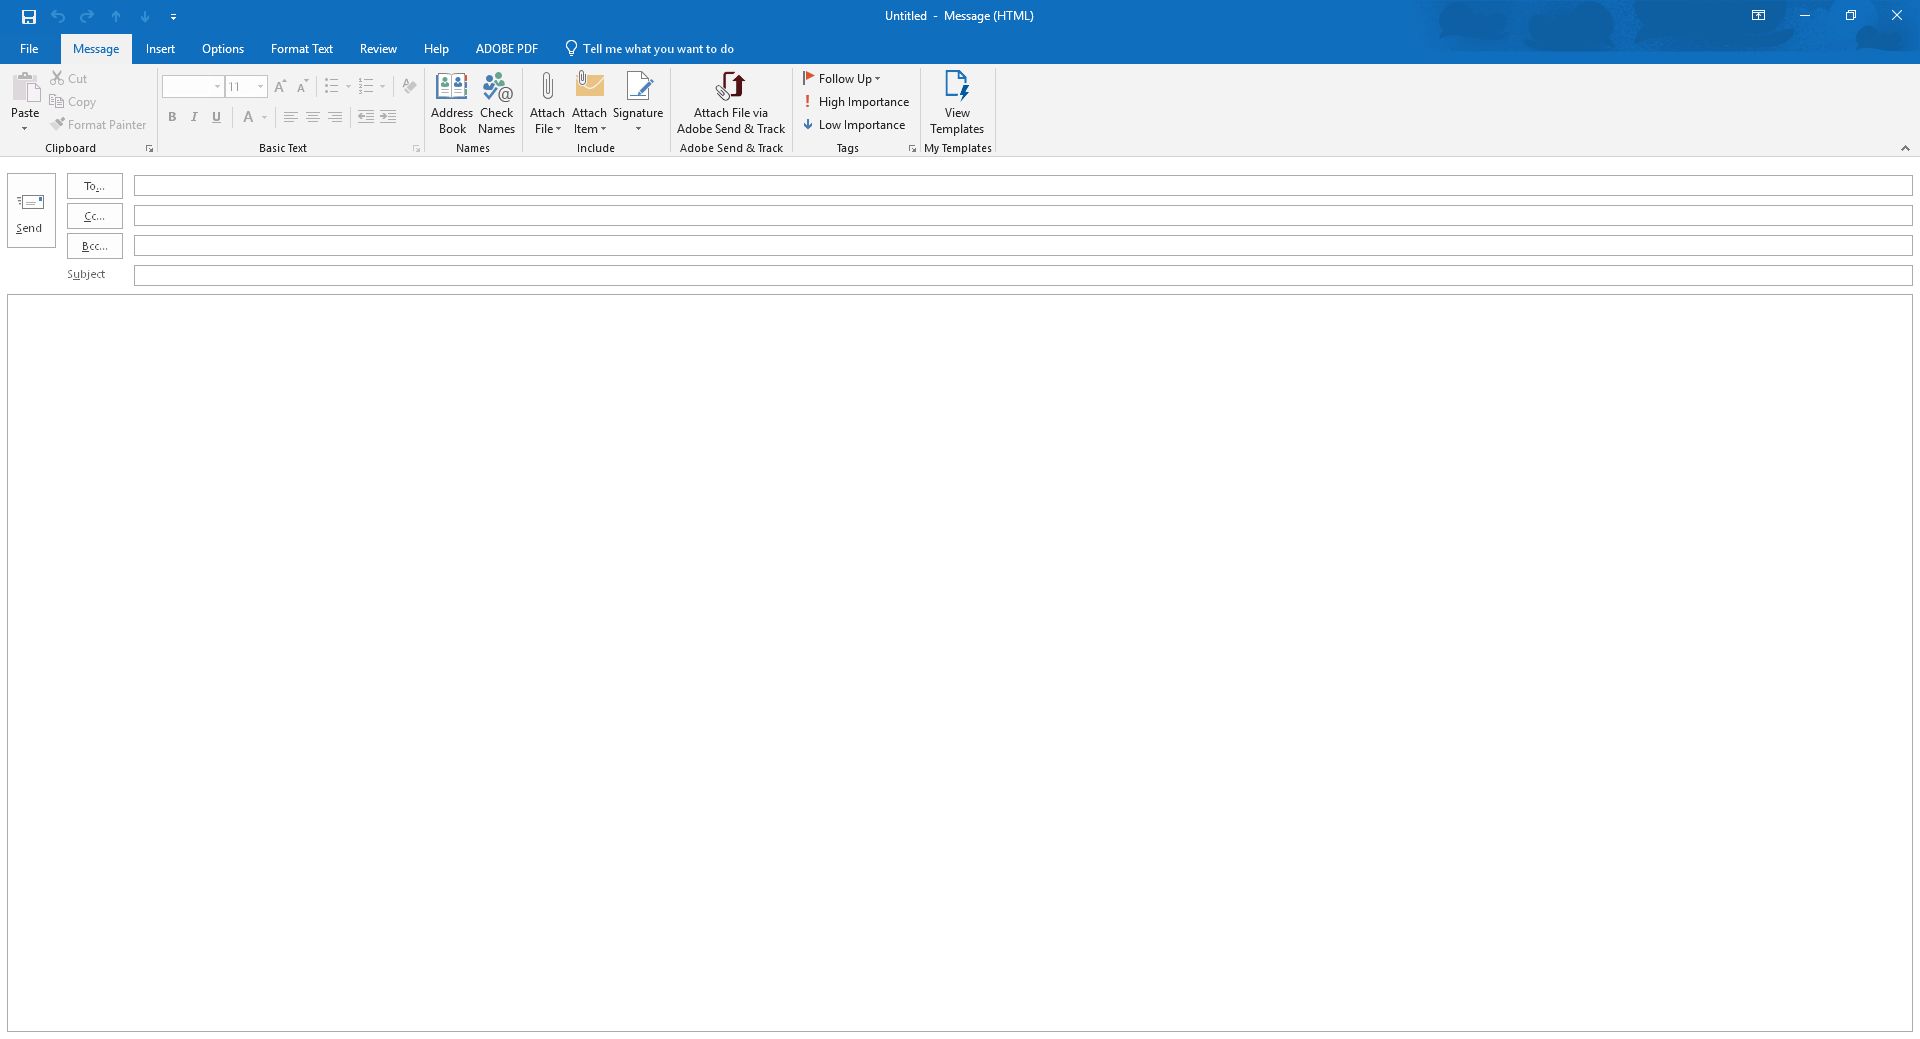 Untitled - Message (HTML)
File Message Insert Options Format Text Review Help ADOBE PDF Tell me what you want to do
Paste
Cut
Copy
Format Painter
Clipboard
11
A A
B I U A
Basic Text
Address Book
Check Names
Names
Attach File
Attach Item
Signature
Include
Attach File via
Adobe Send & Track
Adobe Send & Track
Follow Up
High Importance
Low Importance
Tags
View
Templates
My Templates
Send
To...
Cc...
Bcc...
Subject